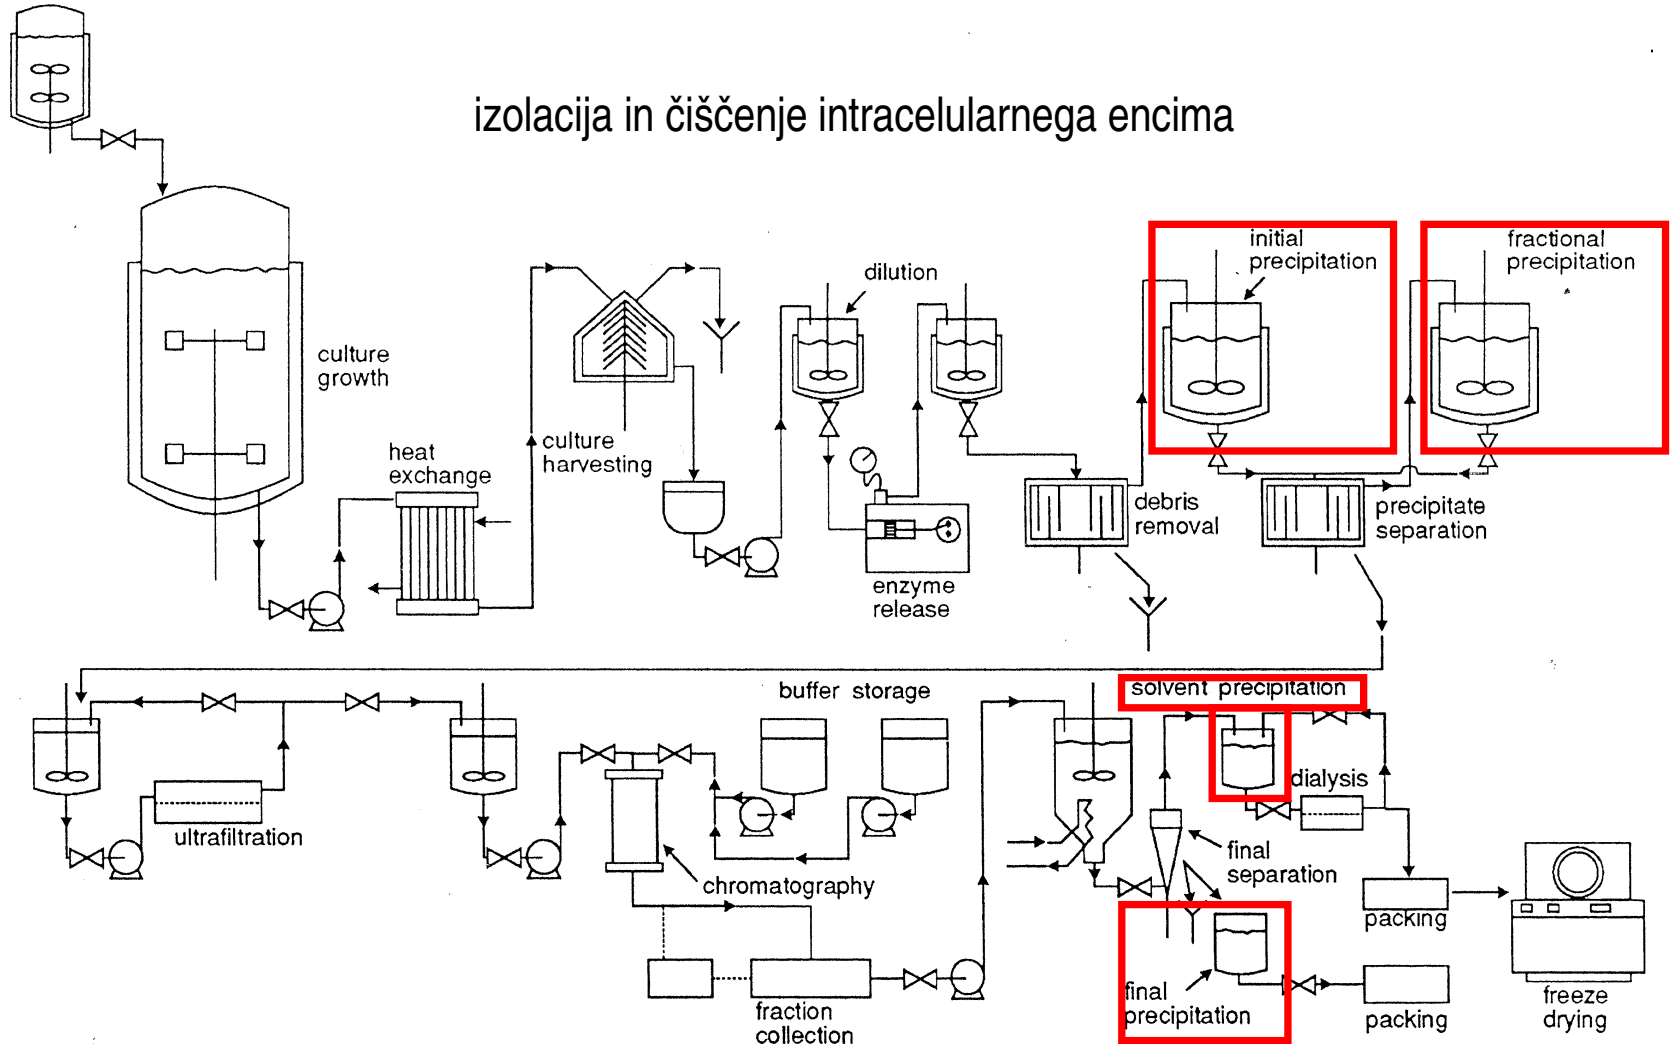 izolacija in čiščenje intracelularnega encima
initial
precipitation
fractional
precipitation
dilution
culture
growth
heat
exchange
culture
harvesting
enzyme
release
debris
removal
precipitate
separation
buffer storage
solvent precipitation
ultrafiltration
chromatography
dialysis
final
separation
packing
fraction
collection
final
precipitation
packing
freeze
drying